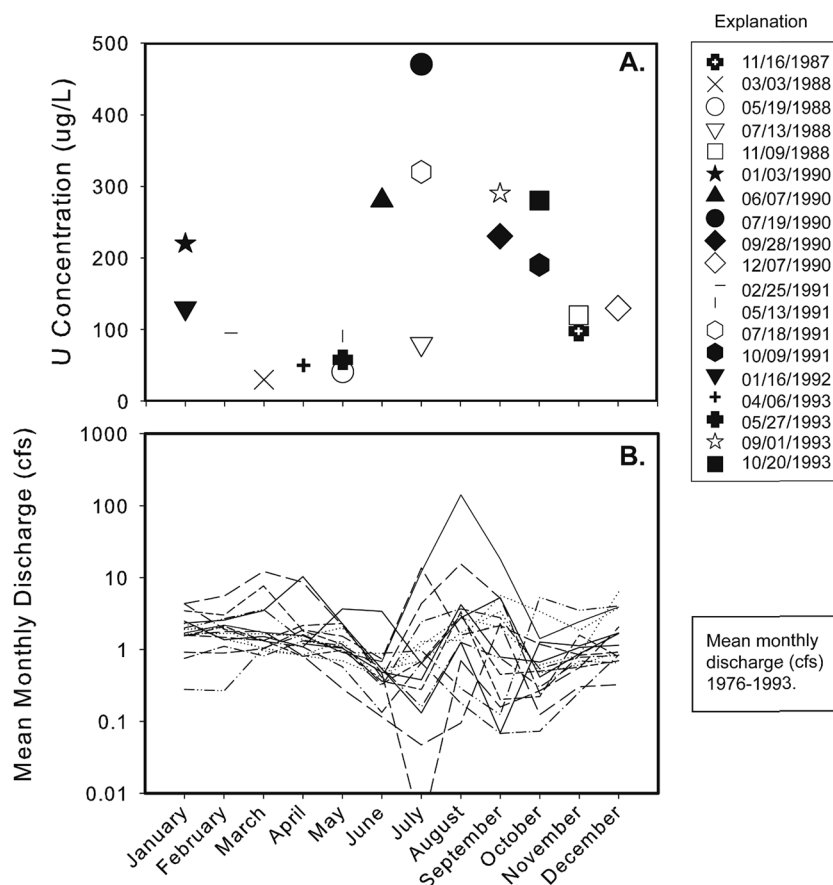 Explanation
A.
U Concentration (ug/L)
500
400
300
200
100
0
11/16/1987
03/03/1988
05/19/1988
07/13/1988
11/09/1988
01/03/1990
06/07/1990
07/19/1990
09/28/1990
12/07/1990
02/25/1991
05/13/1991
07/18/1991
10/09/1991
01/16/1992
04/06/1993
05/27/1993
09/01/1993
10/20/1993
B.
Mean Monthly Discharge (cfs)
1000
100
10
1
0.1
0.01
January
February
March
April
May
June
July
August
September
October
November
December
Mean monthly
discharge (cfs)
1976-1993.